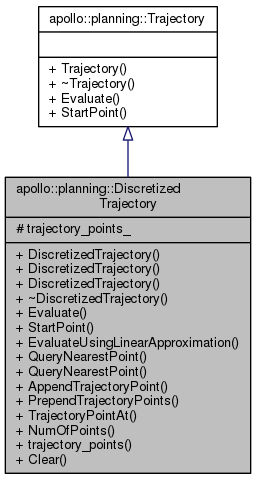 apollo::planning::Trajectory
+ Trajectory()
+ ~Trajectory()
+ Evaluate()
+ StartPoint()
apollo::planning::Discretized
Trajectory
# trajectory_points_
+ DiscretizedTrajectory()
+ DiscretizedTrajectory()
+ DiscretizedTrajectory()
+ ~DiscretizedTrajectory()
+ Evaluate()
+ StartPoint()
+ EvaluateUsingLinearApproximation()
+ QueryNearestPoint()
+ QueryNearestPoint()
+ AppendTrajectoryPoint()
+ PrependTrajectoryPoints()
+ TrajectoryPointAt()
+ NumOfPoints()
+ trajectory_points()
+ Clear()